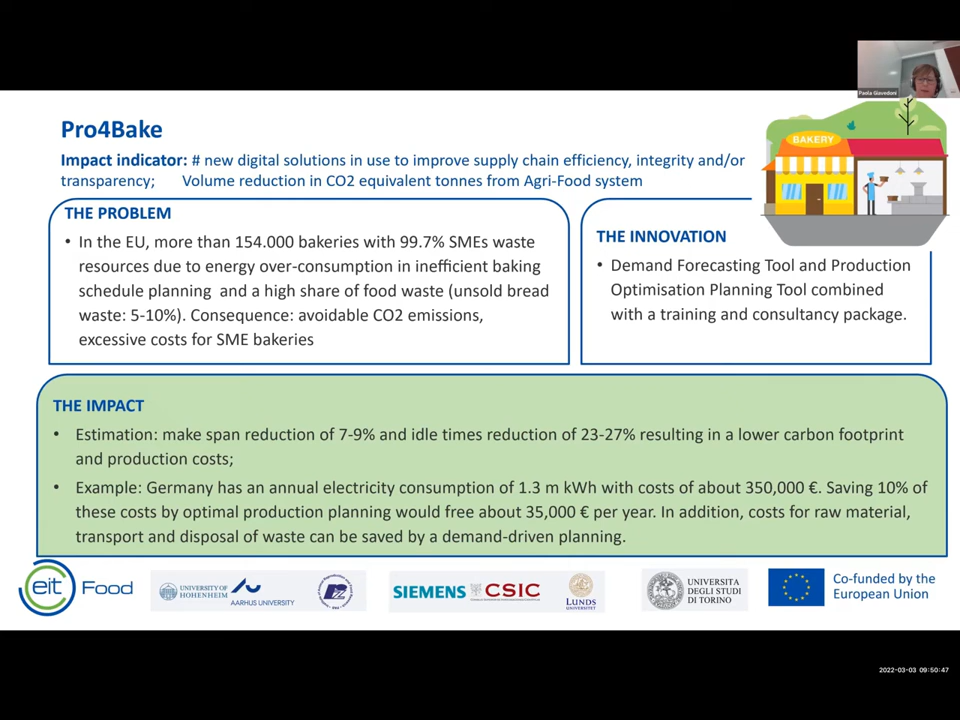 Paola Giavedoni
BAKERY
Pro4Bake
Impact indicator: # new digital solutions in use to improve supply chain efficiency, integrity and/or
transparency; Volume reduction in CO2 equivalent tonnes from Agri-Food system
THE PROBLEM
• In the EU, more than 154.000 bakeries with 99.7% SMEs waste
resources due to energy over-consumption in inefficient baking
schedule planning and a high share of food waste (unsold bread
waste: 5-10%). Consequence: avoidable CO2 emissions,
excessive costs for SME bakeries
THE INNOVATION
• Demand Forecasting Tool and Production
Optimisation Planning Tool combined
with a training and consultancy package.
THE IMPACT
• Estimation: make span reduction of 7-9% and idle times reduction of 23-27% resulting in a lower carbon footprint
and production costs;
• Example: Germany has an annual electricity consumption of 1.3 m kWh with costs of about 350,000 €. Saving 10% of
these costs by optimal production planning would free about 35,000 € per year. In addition, costs for raw material,
transport and disposal of waste can be saved by a demand-driven planning.
eit Food
UNIVERSITY OF
HOHENHEIM
AARHUS UNIVERSITY
SIEMENS
CSIC
LUNDS
UNIVERSITET
UNIVERSITA
DEGLI STUDI
DI TORINO
Co-funded by the
European Union
2022-03-03 09:50:47